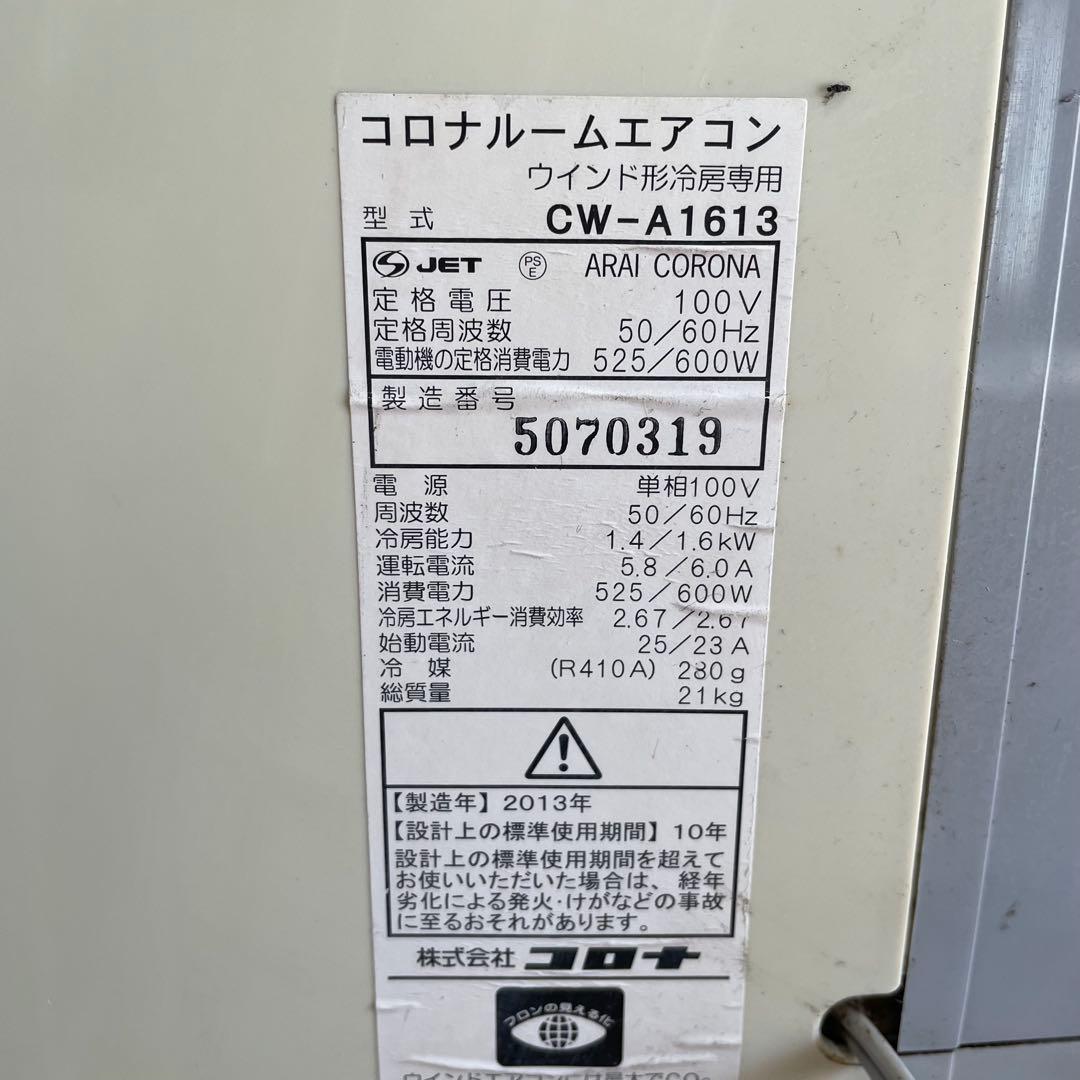 コロナルームエアコン
ウインド形冷房専用
型式 CW-A1613
JET PSE ARAI CORONA
定格電圧 100V
定格周波数 50/60Hz
電動機の定格消費電力 525/600W
製造番号
5070319
電源 単相100V
周波数 50/60Hz
冷房能力 1.4/1.6kW
運転電流 5.8/6.0A
消費電力 525/600W
冷房エネルギー消費効率 2.67/2.67
始動電流 25/23A
冷媒 (R410A) 280g
総質量 21kg
【製造年】2013年
【設計上の標準使用期間】10年
設計上の標準使用期間を超えて
お使いいただいた場合は、経年
劣化による発火・けがなどの事故
に至るおそれがあります。
株式会社 コロナ
フロンの見える化